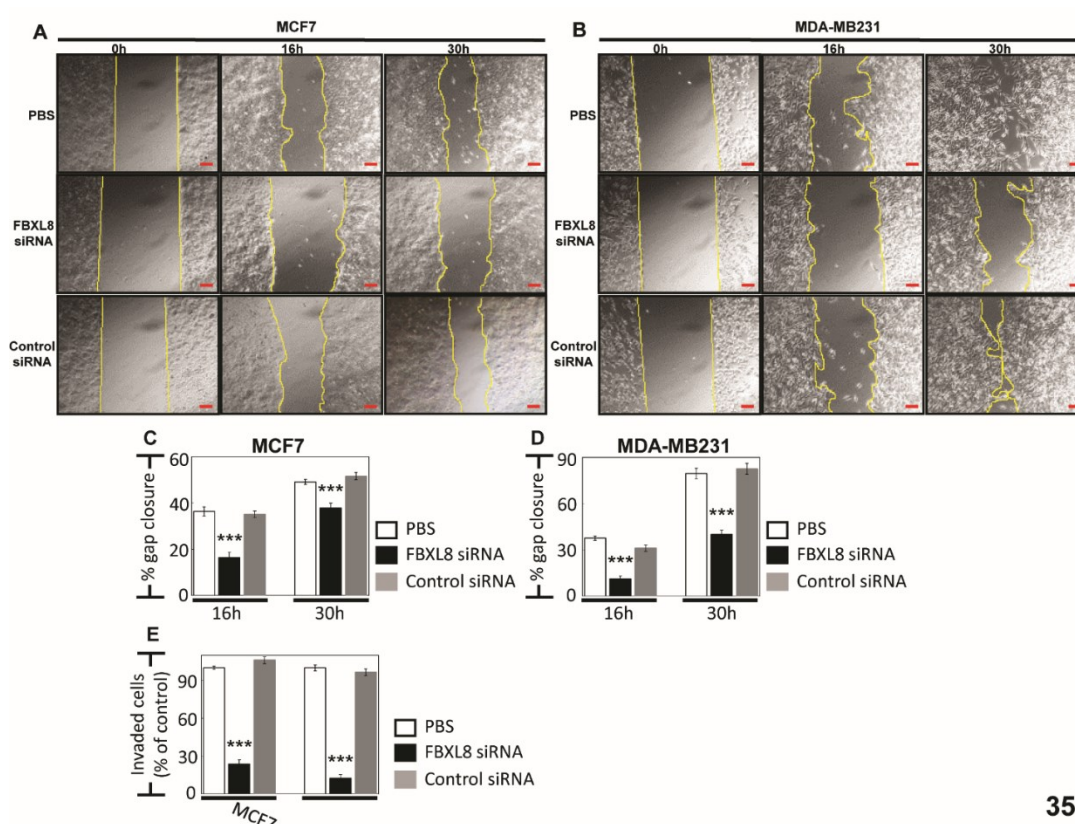 A
MCF7
0h 16h 30h
PBS
FBXL8
siRNA
Control
siRNA
B
MDA-MB231
0h 16h 30h
PBS
FBXL8
siRNA
Control
siRNA
C
MCF7
% gap closure
60
40
20
0
***
***
16h 30h
PBS
FBXL8 siRNA
Control siRNA
D
MDA-MB231
% gap closure
90
60
30
0
***
***
16h 30h
PBS
FBXL8 siRNA
Control siRNA
E
Invaded cells
(% of control)
90
60
30
0
***
***
MCF7
PBS
FBXL8 siRNA
Control siRNA
35